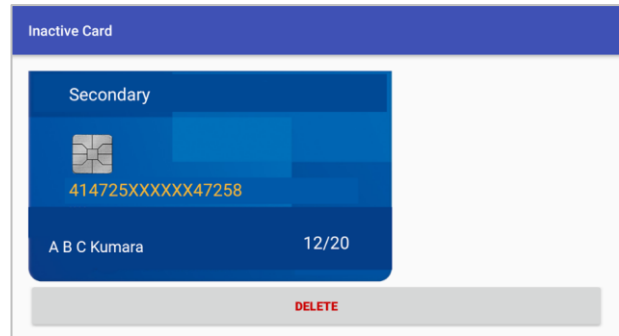 Inactive Card
Secondary
414725XXXXXX47258
A B C Kumara 12/20
DELETE